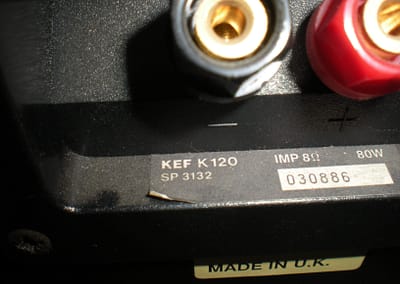 − +
KEF K120 IMP 8Ω 80W
SP 3132 030886
MADE IN U.K.